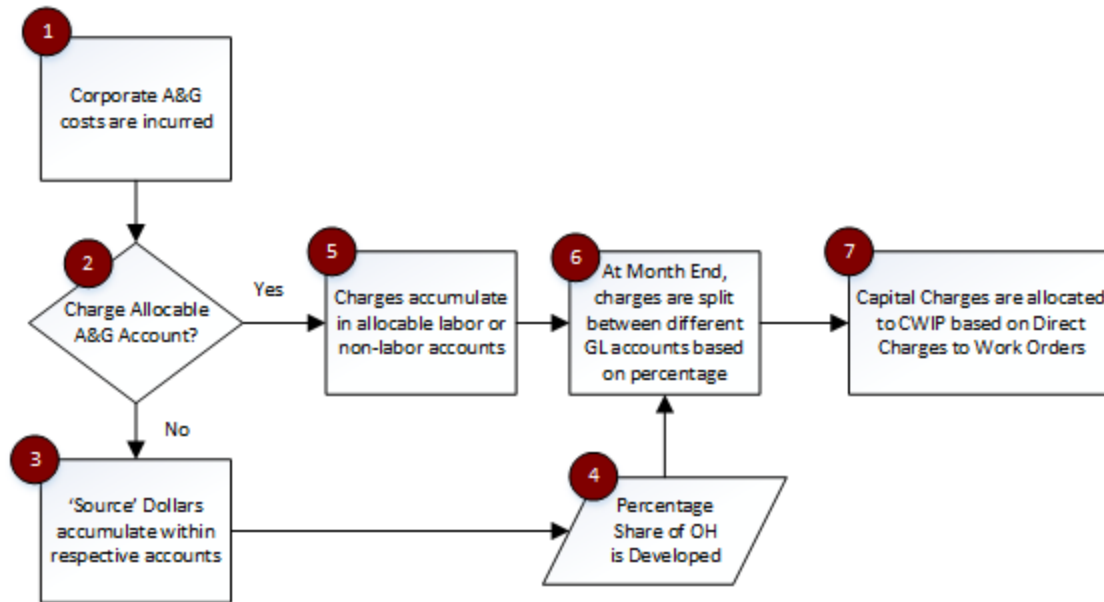 1
Corporate A&G
costs are incurred
2
Charge Allocable
A&G Account?
Yes
No
3
‘Source’ Dollars
accumulate within
respective accounts
4
Percentage
Share of OH
is Developed
5
Charges accumulate
in allocable labor or
non-labor accounts
6
At Month End,
charges are split
between different
GL accounts based
on percentage
7
Capital Charges are allocated
to CWIP based on Direct
Charges to Work Orders